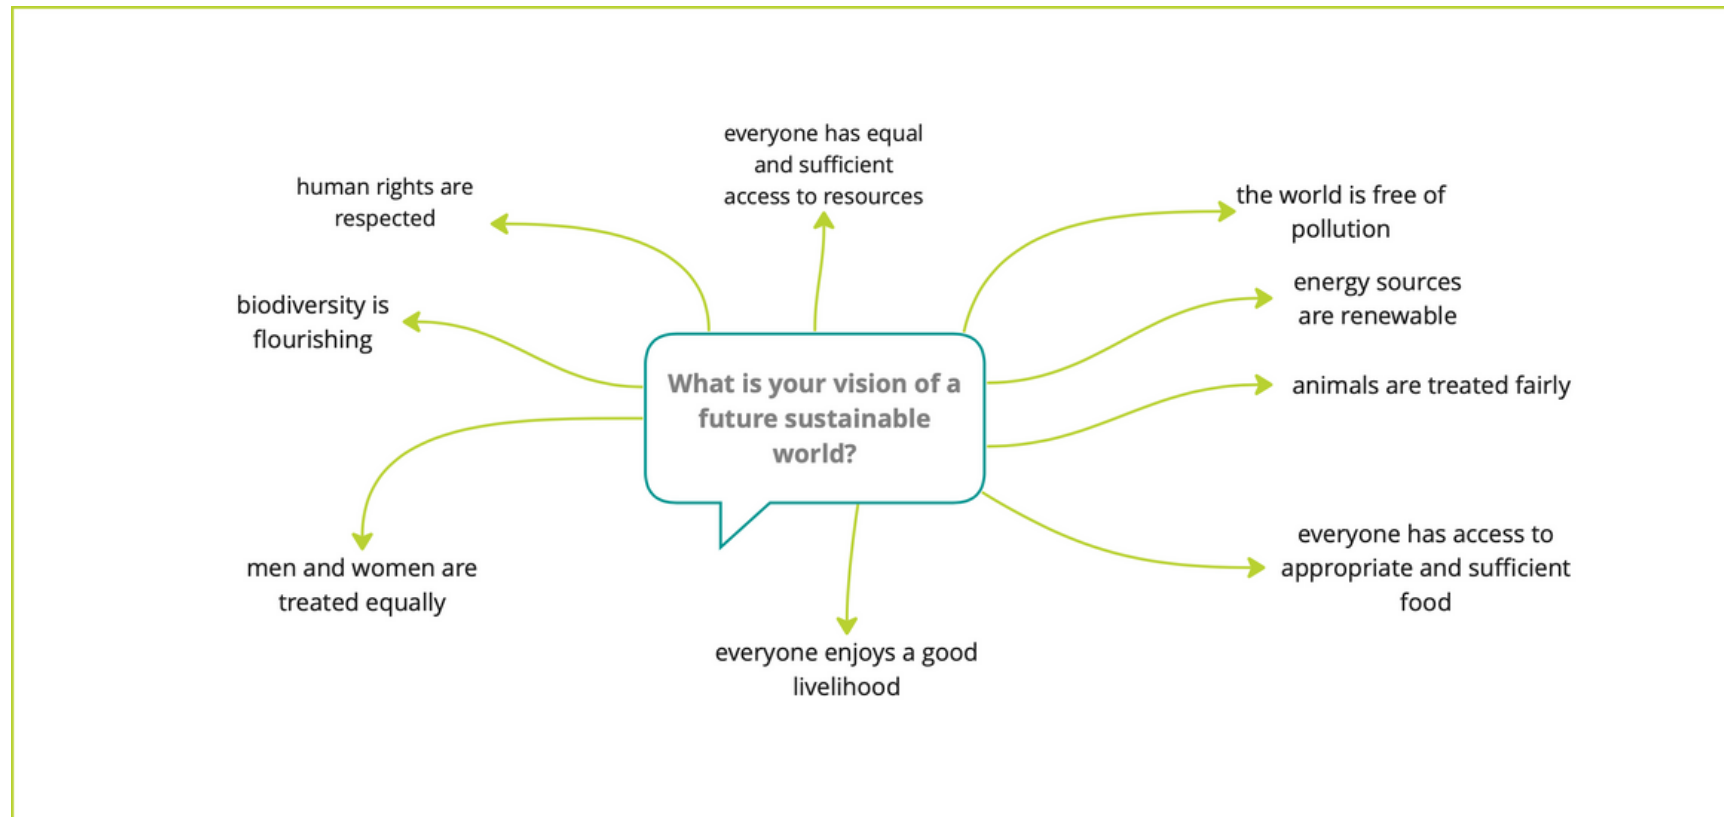 everyone has equal
and sufficient
access to resources
human rights are
respected
the world is free of
pollution
biodiversity is
flourishing
energy sources
are renewable
What is your vision of a
future sustainable
world?
animals are treated fairly
men and women are
treated equally
everyone has access to
appropriate and sufficient
food
everyone enjoys a good
livelihood